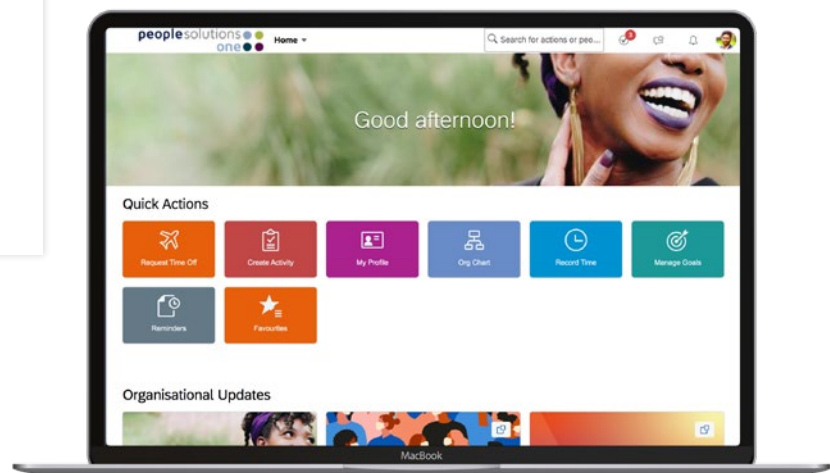 peoplesolutions
one
Home
Search for actions or peo...
3
Good afternoon!
Quick Actions
Request Time Off
Create Activity
My Profile
Org Chart
Record Time
Manage Goals
Reminders
Favourites
Organisational Updates
MacBook